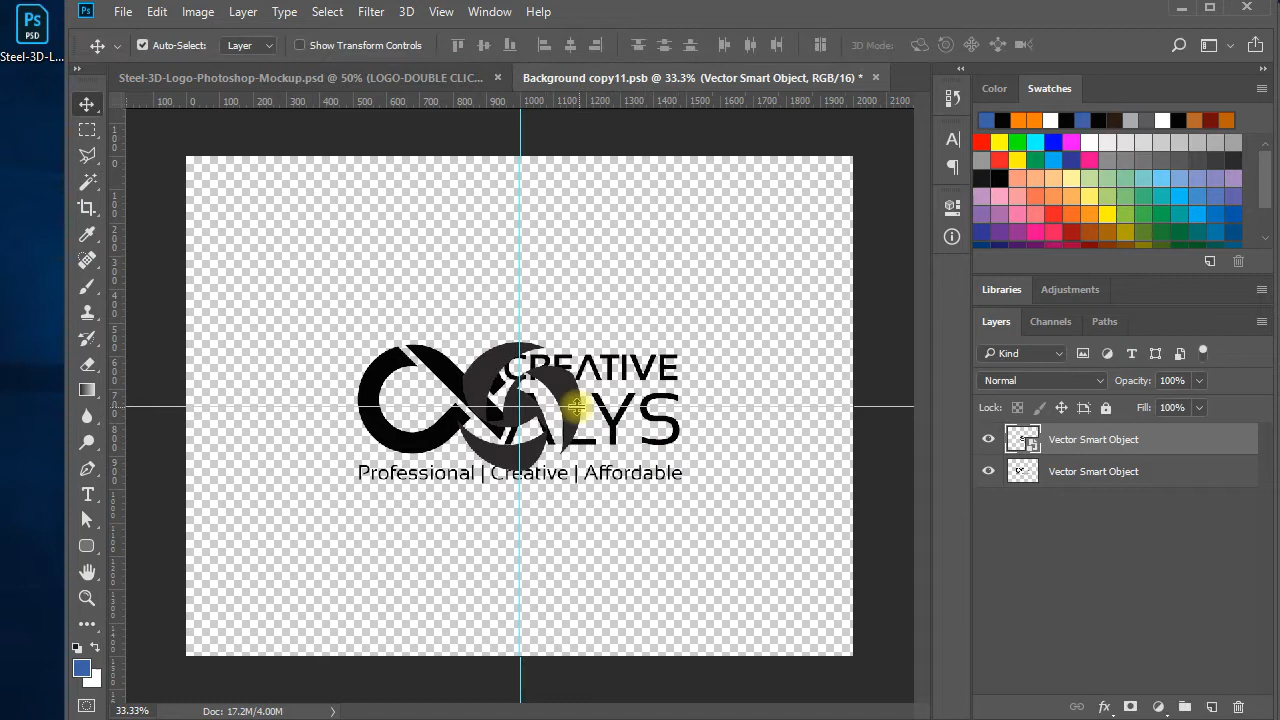 Ps
PSD
Steel-3D-L...
Ps File Edit Image Layer Type Select Filter 3D View Window Help
Auto-Select: Layer Show Transform Controls 3D Mode:
Steel-3D-Logo-Photoshop-Mockup.psd @ 50% (LOGO-DOUBLE CLIC... × Background copy11.psb @ 33.3% (Vector Smart Object, RGB/16) * ×
100 0 100 200 300 400 500 600 700 800 900 1000 1100 1200 1300 1400 1500 1600 1700 1800 1900 2000 2100
Color Swatches
Libraries Adjustments
Layers Channels Paths
Kind
Normal Opacity: 100%
Lock: Fill: 100%
Vector Smart Object
Vector Smart Object
CREATIVE
Professional | Creative | Affordable
33.33% Doc: 17.2M/4.00M